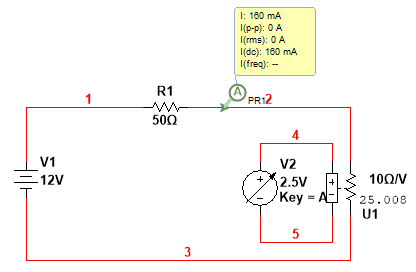 I: 160 mA
I(p-p): 0 A
I(rms): 0 A
I(dc): 160 mA
I(freq): --
A
PR1
1
R1
2
50Ω
4
V1
12V
V2
2.5V
Key = A
10Ω/V
25.008
U1
5
3